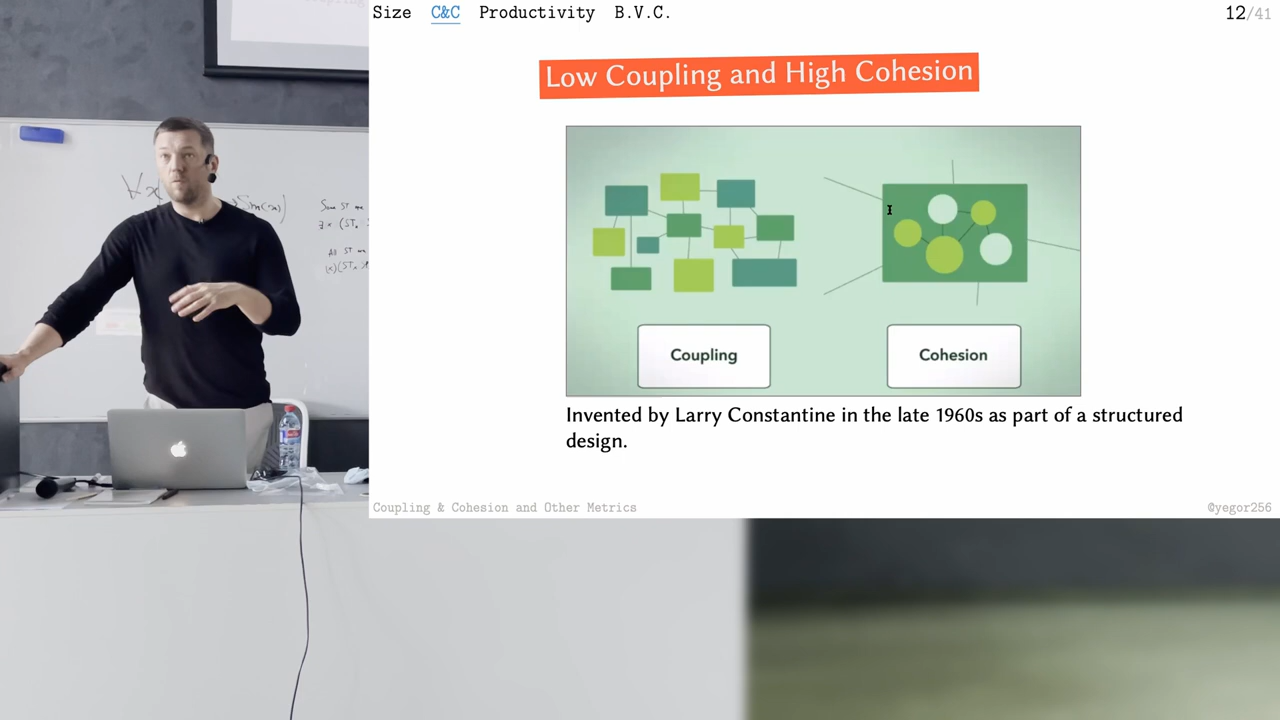 Size C&C Productivity B.V.C. 12/41
Low Coupling and High Cohesion
Coupling
Cohesion
Invented by Larry Constantine in the late 1960s as part of a structured
design.
Coupling & Cohesion and Other Metrics
@yegor256